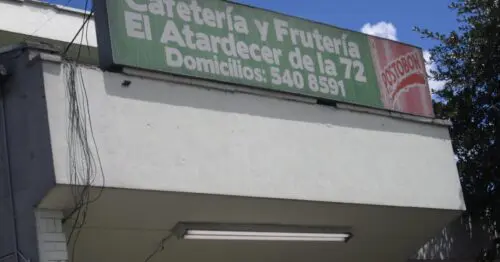 Cafetería y Frutería
El Atardecer de la 72
Domicilios: 540 8591
POSTOBON